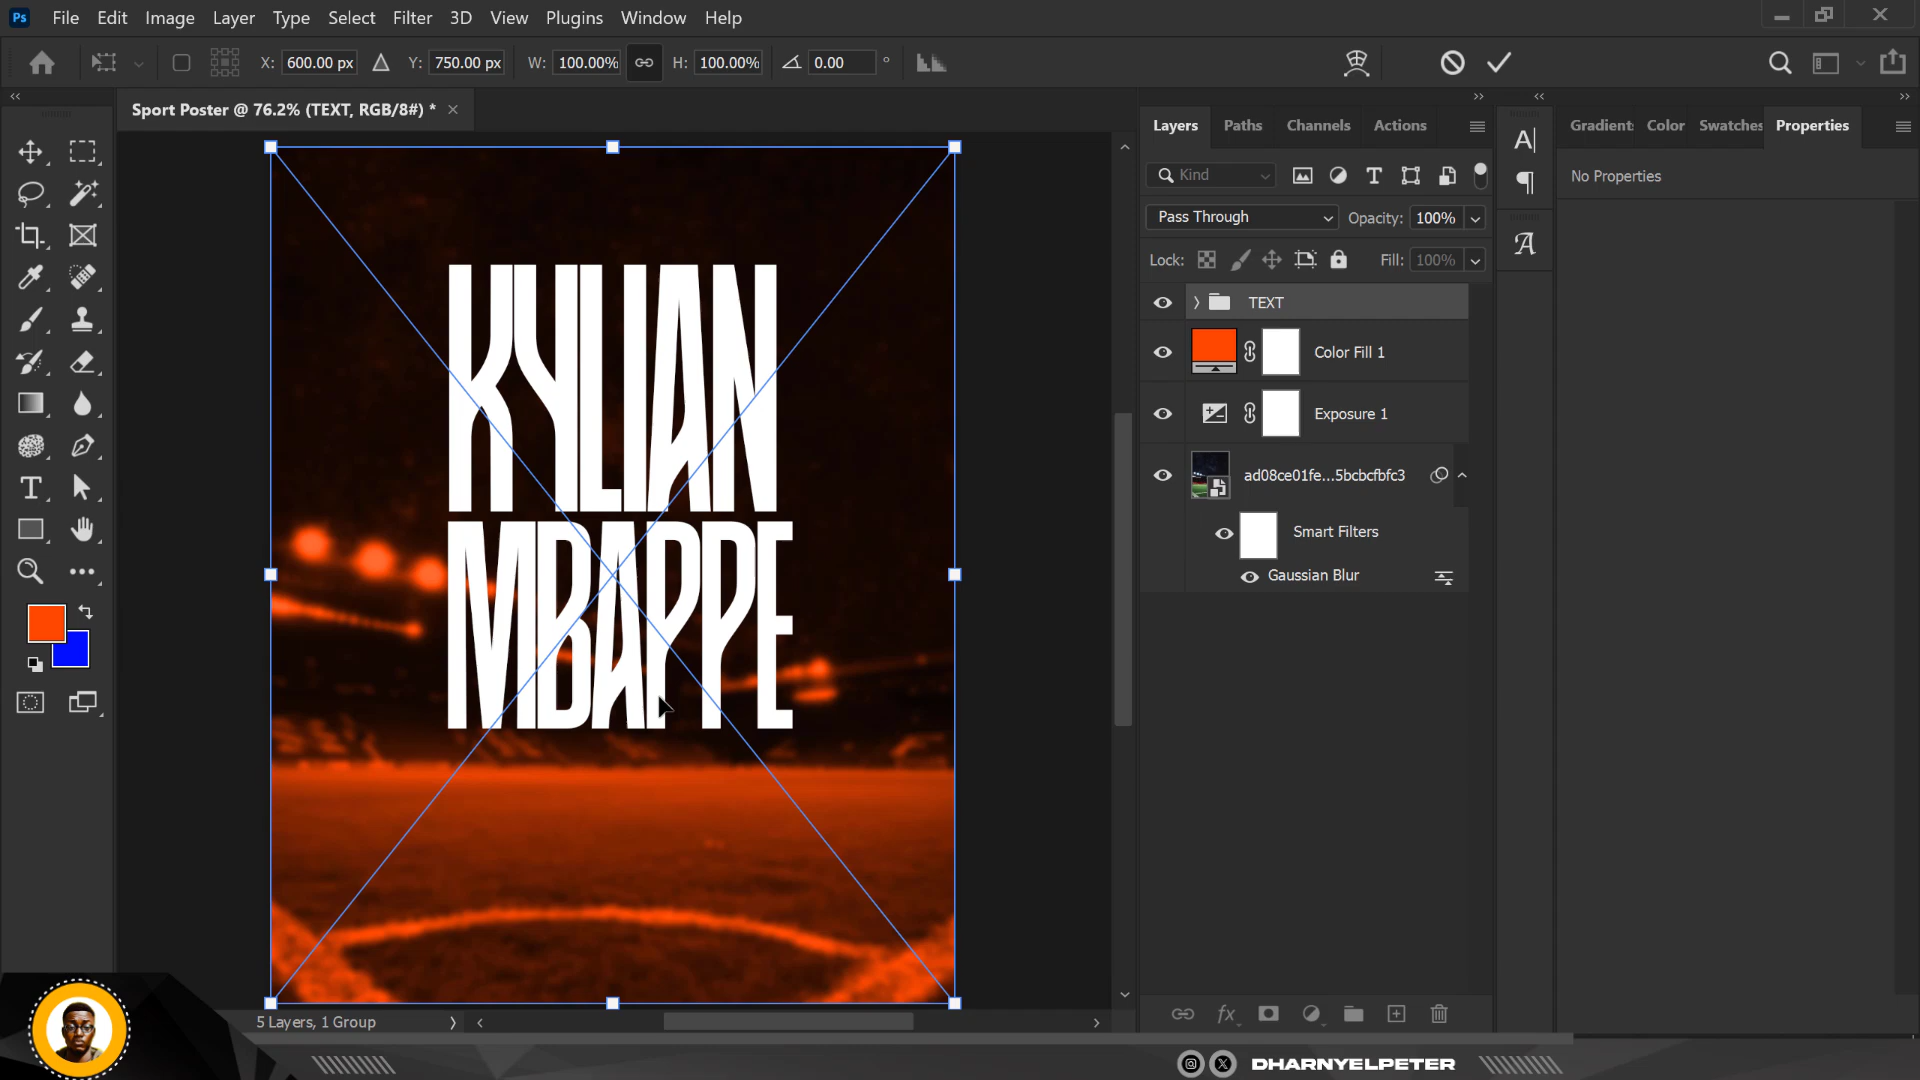 Ps File Edit Image Layer Type Select Filter 3D View Plugins Window Help
X: 600.00 px Y: 750.00 px W: 100.00% H: 100.00% 0.00 °
Sport Poster @ 76.2% (TEXT, RGB/8#) *
KYLIAN
MBAPPE
5 Layers, 1 Group
Layers Paths Channels Actions
Kind
Pass Through Opacity: 100%
Lock: Fill: 100%
TEXT
Color Fill 1
Exposure 1
ad08ce01fe...5bcbcfbfc3
Smart Filters
Gaussian Blur
fx
Gradient Color Swatches Properties
No Properties
DHARNYELPETER